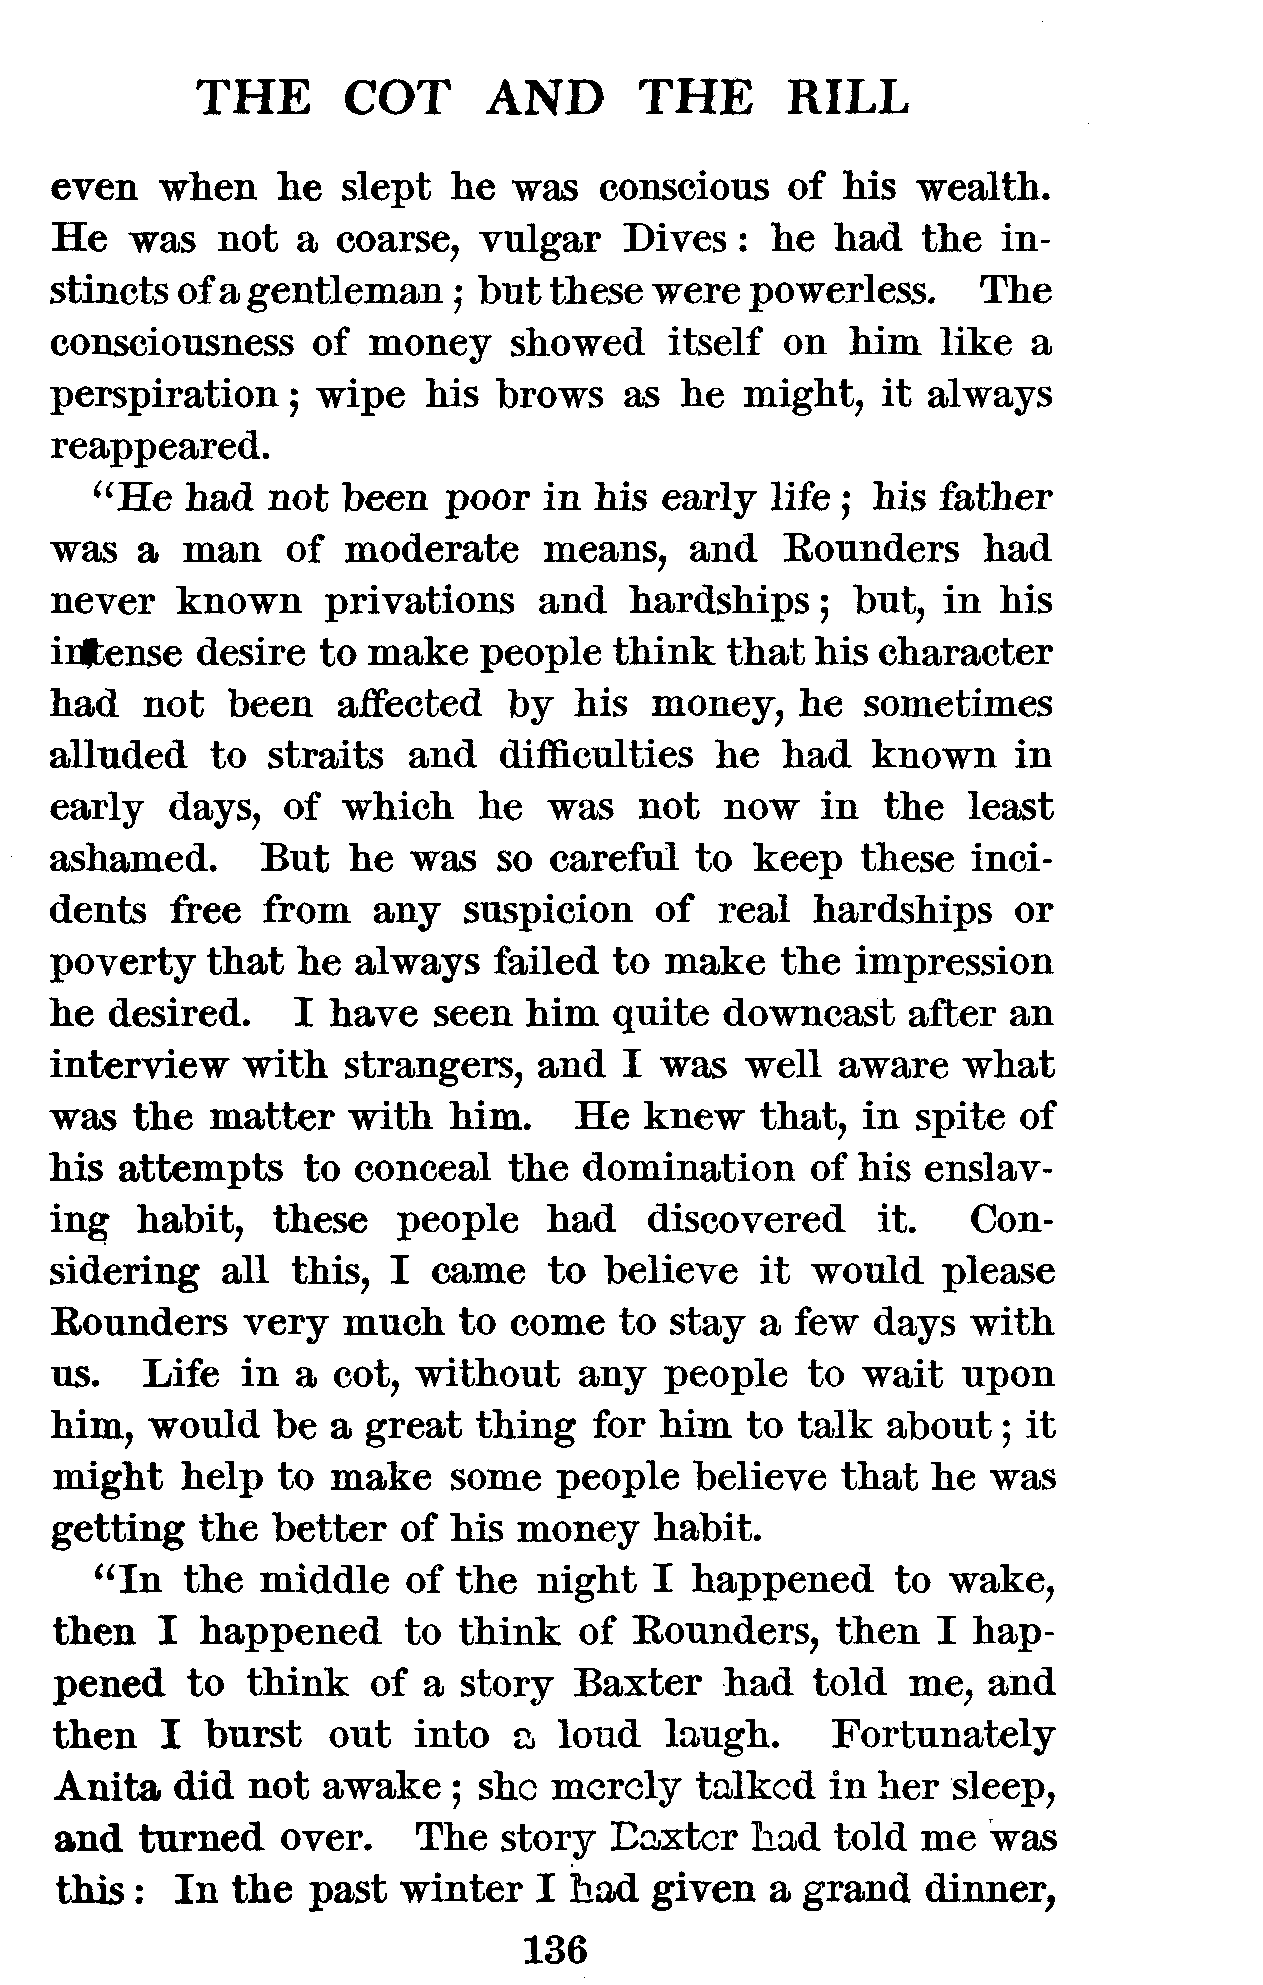 THE COT AND THE RILL
even when he slept he was conscious of his wealth.
He was not a coarse, vulgar Dives : he had the in-
stincts of a gentleman ; but these were powerless. The
consciousness of money showed itself on him like a
perspiration ; wipe his brows as he might, it always
reappeared.
"He had not been poor in his early life ; his father
was a man of moderate means, and Rounders had
never known privations and hardships ; but, in his
intense desire to make people think that his character
had not been affected by his money, he sometimes
alluded to straits and difficulties he had known in
early days, of which he was not now in the least
ashamed. But he was so careful to keep these inci-
dents free from any suspicion of real hardships or
poverty that he always failed to make the impression
he desired. I have seen him quite downcast after an
interview with strangers, and I was well aware what
was the matter with him. He knew that, in spite of
his attempts to conceal the domination of his enslav-
ing habit, these people had discovered it. Con-
sidering all this, I came to believe it would please
Rounders very much to come to stay a few days with
us. Life in a cot, without any people to wait upon
him, would be a great thing for him to talk about ; it
might help to make some people believe that he was
getting the better of his money habit.
"In the middle of the night I happened to wake,
then I happened to think of Rounders, then I hap-
pened to think of a story Baxter had told me, and
then I burst out into a loud laugh. Fortunately
Anita did not awake ; she merely talked in her sleep,
and turned over. The story Baxter had told me was
this : In the past winter I had given a grand dinner,
136